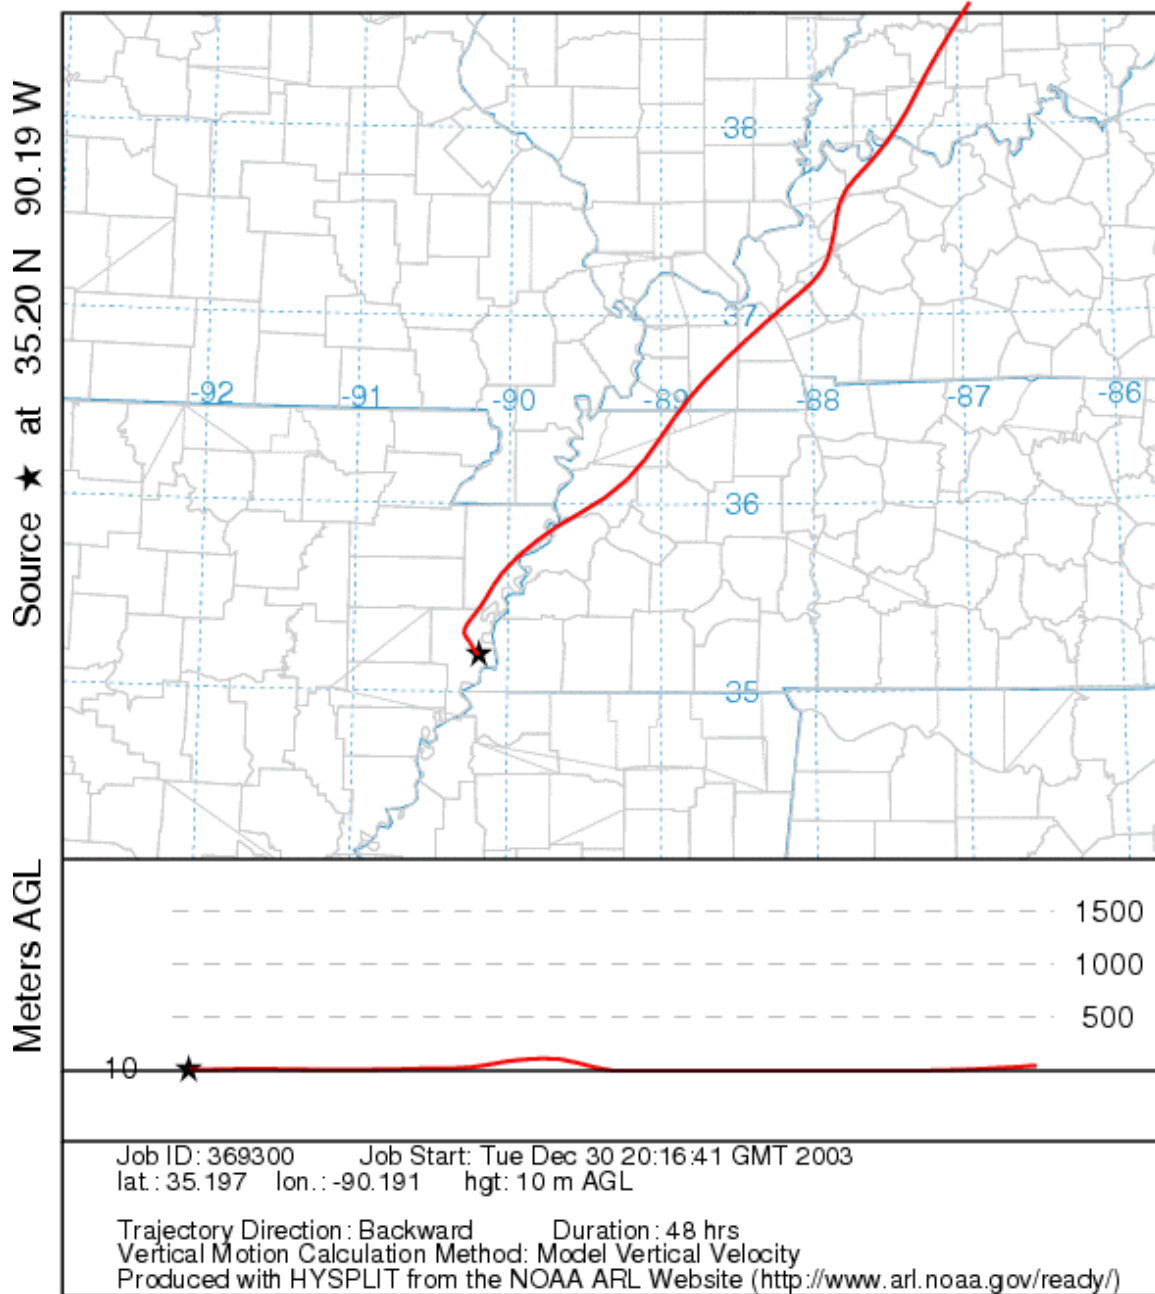 Source ★ at 35.20 N 90.19 W
38
37
-92 -91 -90 -89 -88 -87 -86
36
35
Meters AGL
1500
1000
500
10
Job ID: 369300 Job Start: Tue Dec 30 20:16:41 GMT 2003
lat.: 35.197 lon.: -90.191 hgt: 10 m AGL
Trajectory Direction: Backward Duration: 48 hrs
Vertical Motion Calculation Method: Model Vertical Velocity
Produced with HYSPLIT from the NOAA ARL Website (http://www.arl.noaa.gov/ready/)